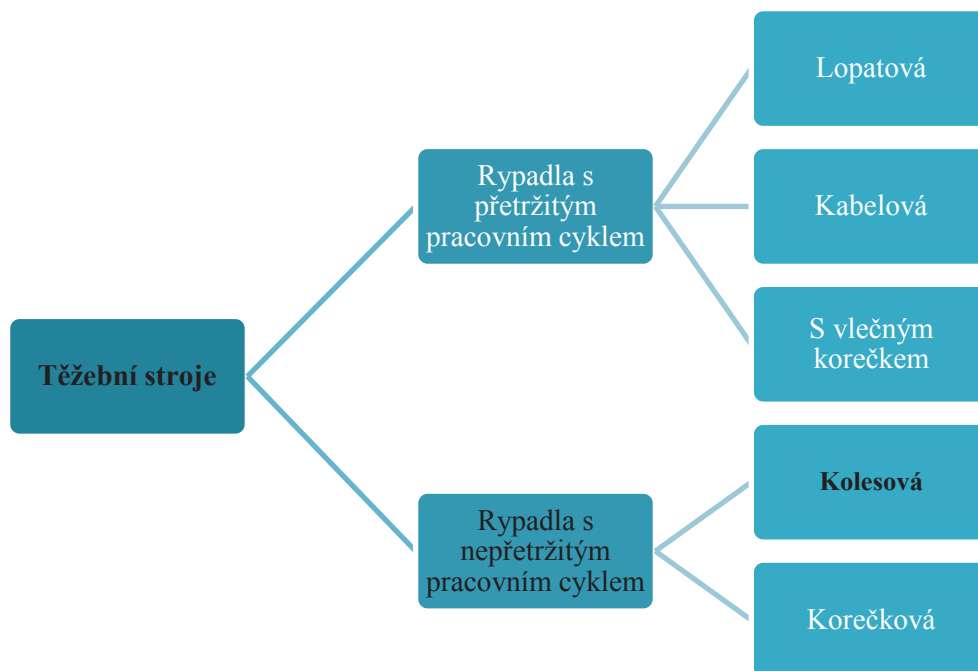 Těžební stroje
Rypadla s
přetržitým
pracovním cyklem
Lopatová
Kabelová
S vlečným
korečkem
Rypadla s
nepřetržitým
pracovním cyklem
Kolesová
Korečková